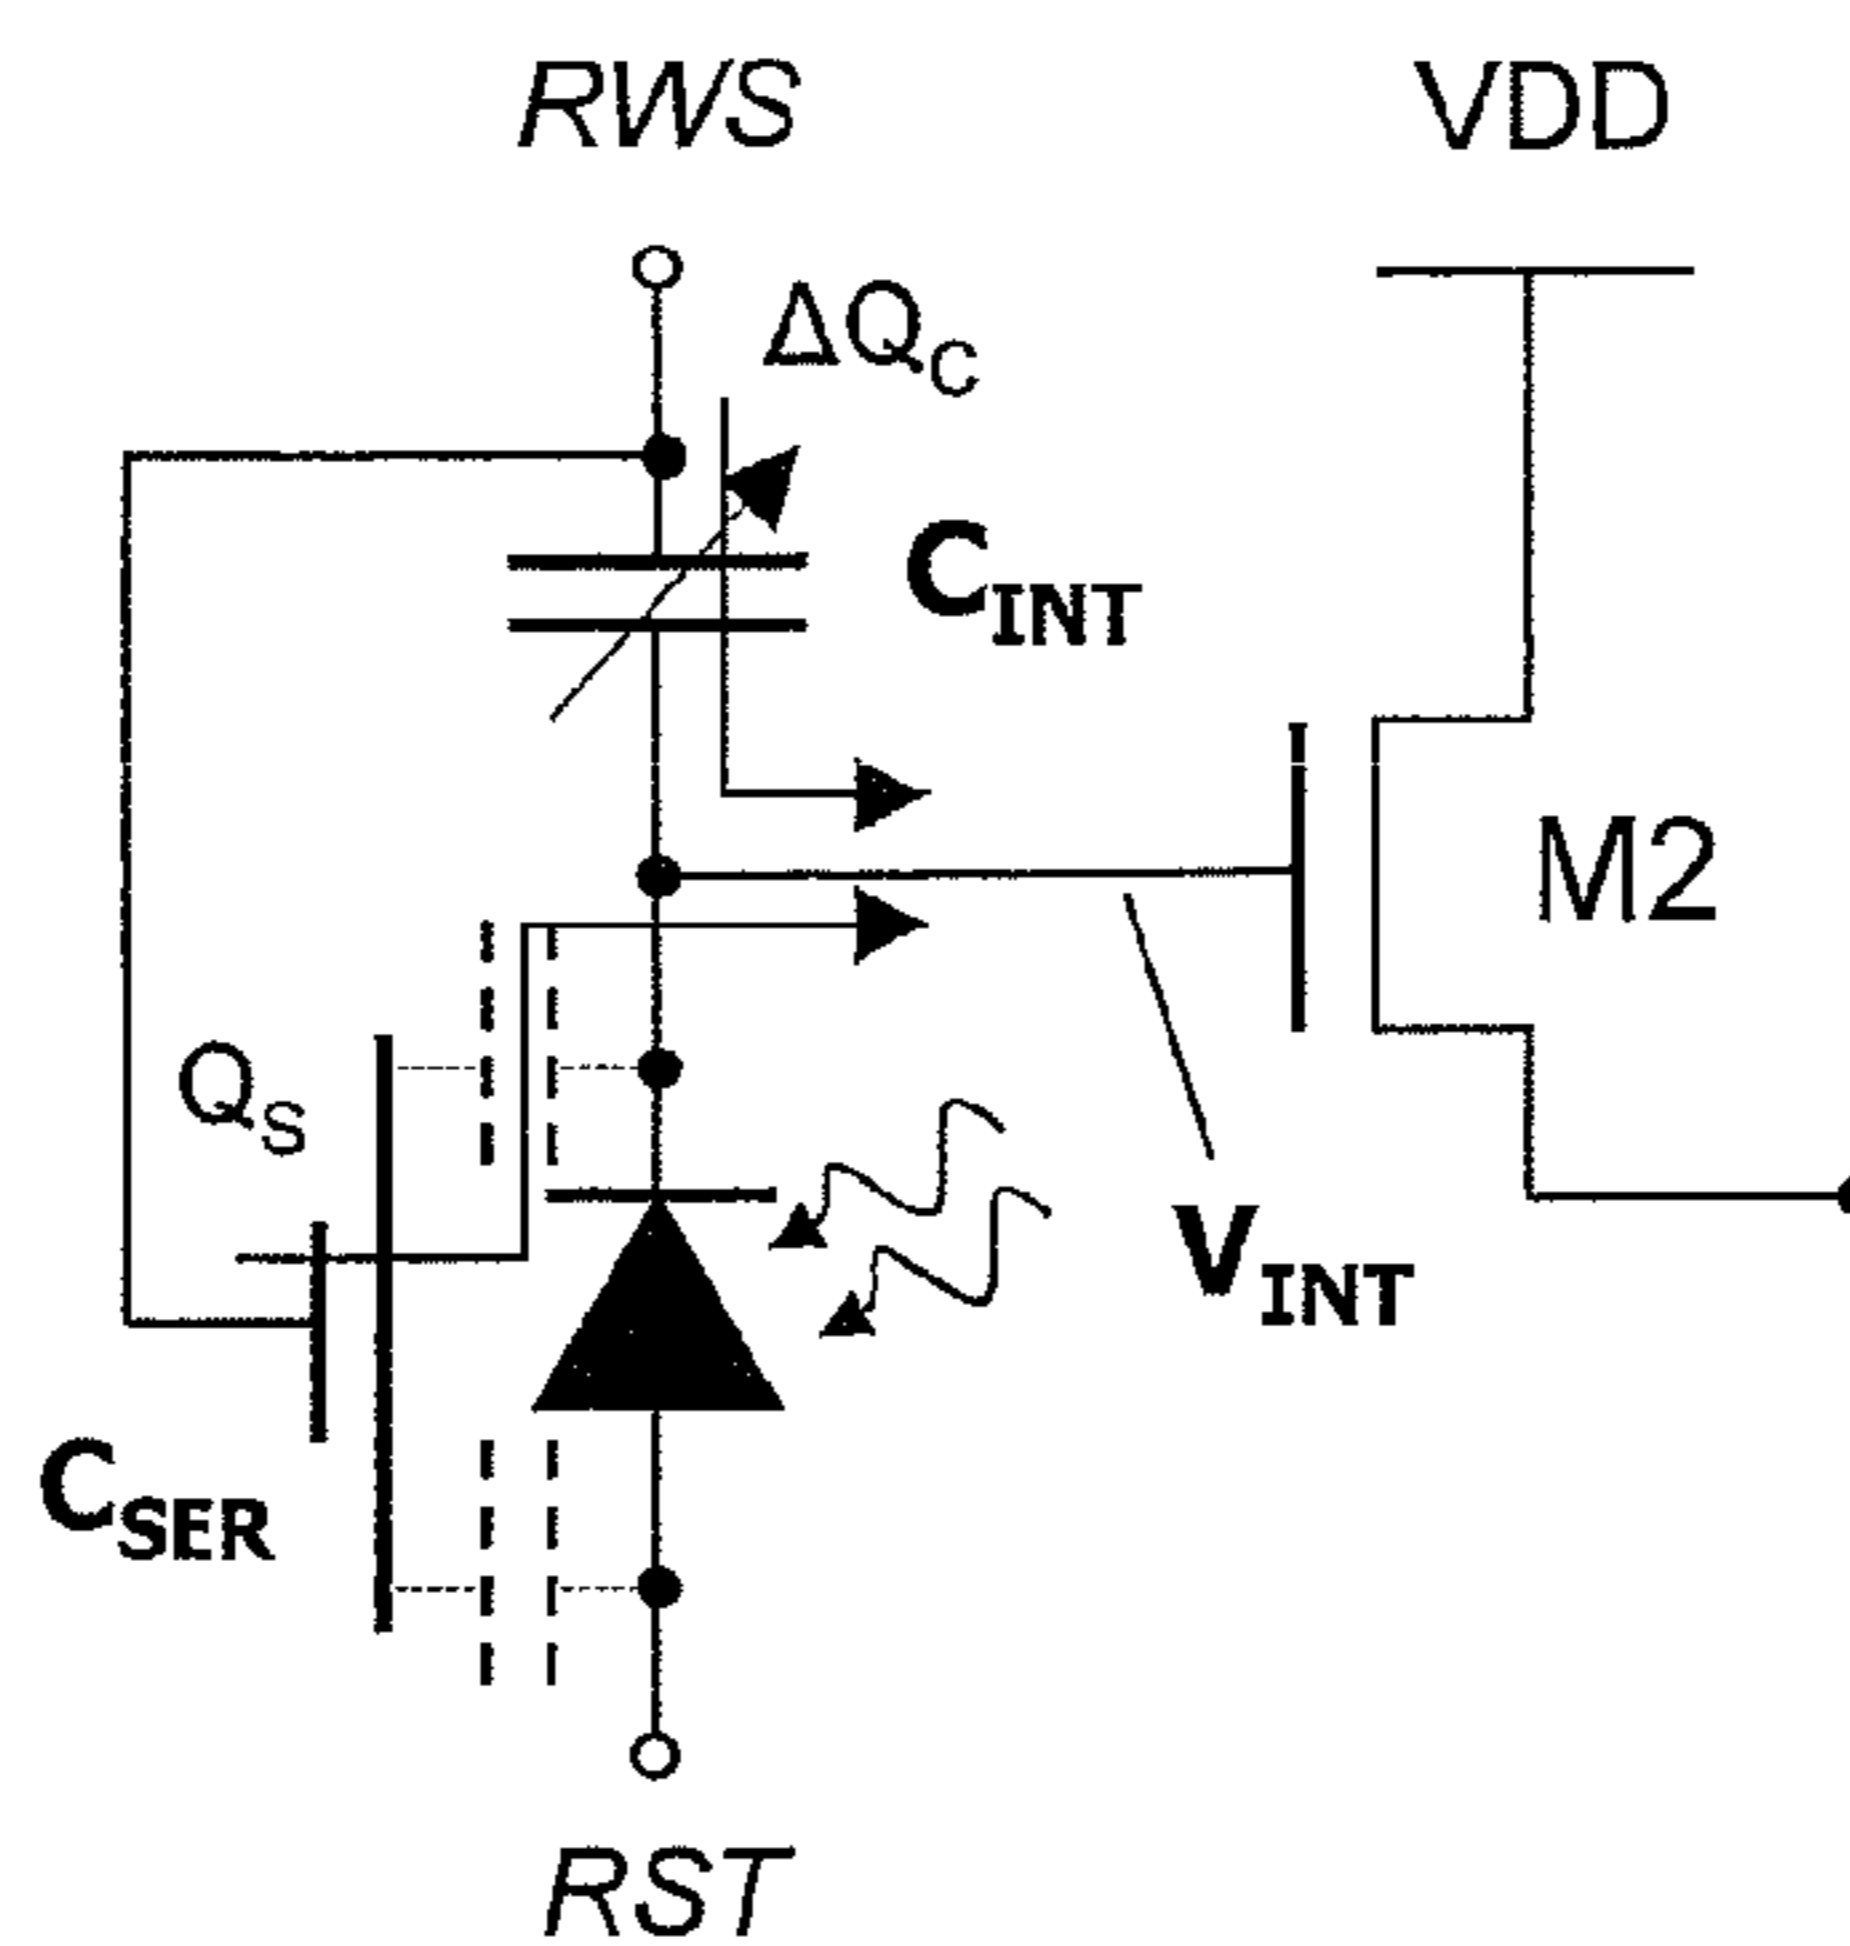 RWS
VDD
ΔQC
CINT
M2
QS
VINT
CSER
RST